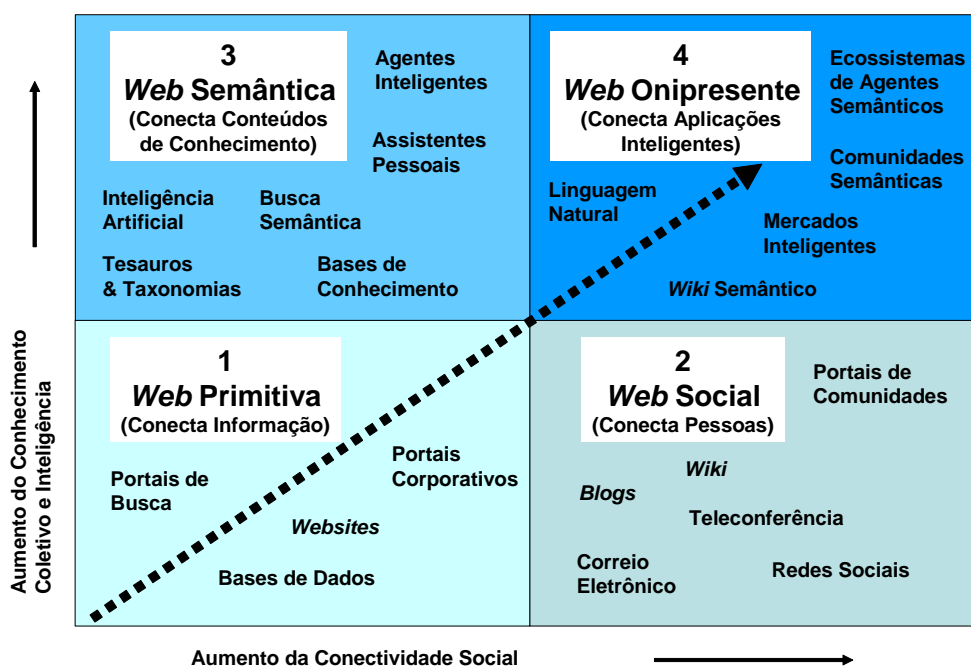 3
Web Semântica
(Conecta Conteúdos
de Conhecimento)
Agentes
Inteligentes
Assistentes
Pessoais
Inteligência
Artificial
Busca
Semântica
Tesauros
& Taxonomias
Bases de
Conhecimento
4
Web Onipresente
(Conecta Aplicações
Inteligentes)
Ecossistemas
de Agentes
Semânticos
Comunidades
Semânticas
Linguagem
Natural
Mercados
Inteligentes
Wiki Semântico
1
Web Primitiva
(Conecta Informação)
Portais
Corporativos
Portais de
Busca
Websites
Bases de Dados
2
Web Social
(Conecta Pessoas)
Portais de
Comunidades
Wiki
Blogs
Teleconferência
Correio
Eletrônico
Redes Sociais
Aumento do Conhecimento
Coletivo e Inteligência
Aumento da Conectividade Social